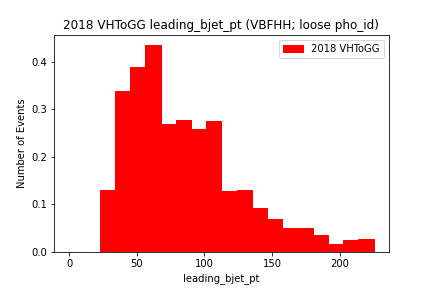 2018 VHToGG leading_bjet_pt (VBFHH; loose pho_id)
2018 VHToGG
Number of Events
0.4
0.3
0.2
0.1
0.0
0 50 100 150 200
leading_bjet_pt